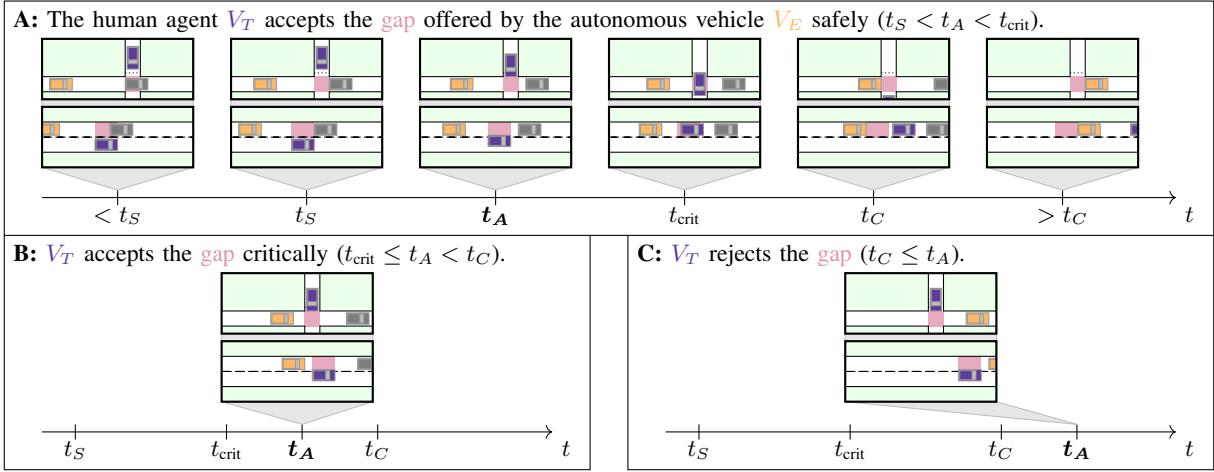 A: The human agent V_T accepts the gap offered by the autonomous vehicle V_E safely (t_S < t_A < t_crit).
< t_S t_S t_A t_crit t_C > t_C t
B: V_T accepts the gap critically (t_crit ≤ t_A < t_C).
t_S t_crit t_A t_C t
C: V_T rejects the gap (t_C ≤ t_A).
t_S t_crit t_C t_A t